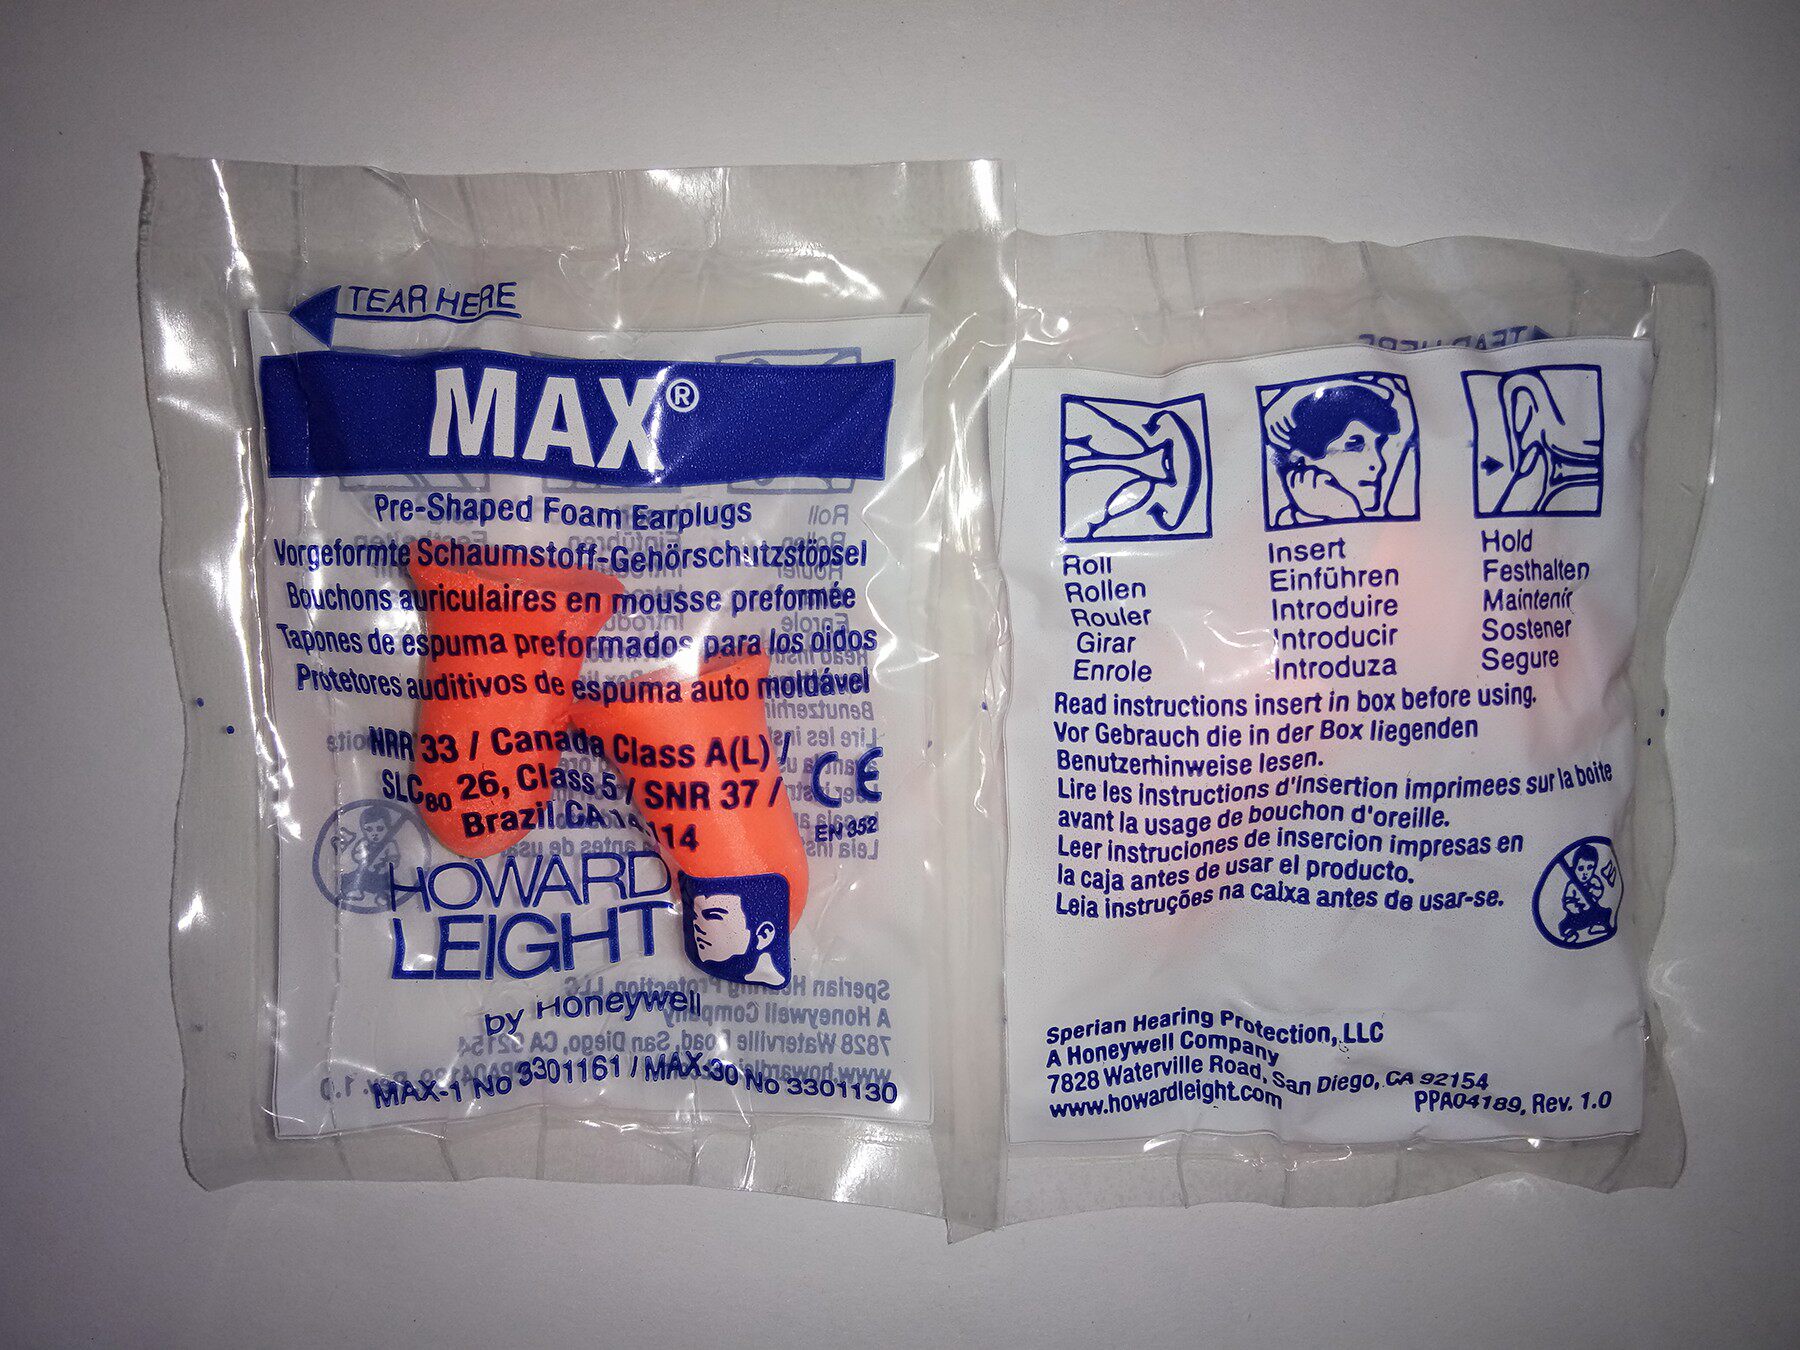 TEAR HERE
MAX®
Pre-Shaped Foam Earplugs
Vorgeformte Schaumstoff-Gehörschutzstöpsel
Bouchons auriculaires en mousse preformée
Tapones de espuma preformados para los oidos
Protetores auditivos de espuma auto moldável
NRR 33 / Canada Class A(L) /
SLC80 26, Class 5 / SNR 37 /
Brazil CA 14114
CE
EN 352
HOWARD
LEIGHT
by Honeywell
MAX-1 No 3301161 / MAX-30 No 3301130
TEAR HERE
Roll
Rollen
Rouler
Girar
Enrole
Insert
Einführen
Introduire
Introducir
Introduza
Hold
Festhalten
Maintenir
Sostener
Segure
Read instructions insert in box before using.
Vor Gebrauch die in der Box liegenden
Benutzerhinweise lesen.
Lire les instructions d'insertion imprimees sur la boite
avant la usage de bouchon d'oreille.
Leer instruciones de insercion impresas en
la caja antes de usar el producto.
Leia instruções na caixa antes de usar-se.
Sperian Hearing Protection, LLC
A Honeywell Company
7828 Waterville Road, San Diego, CA 92154
www.howardleight.com
PPA04189, Rev. 1.0